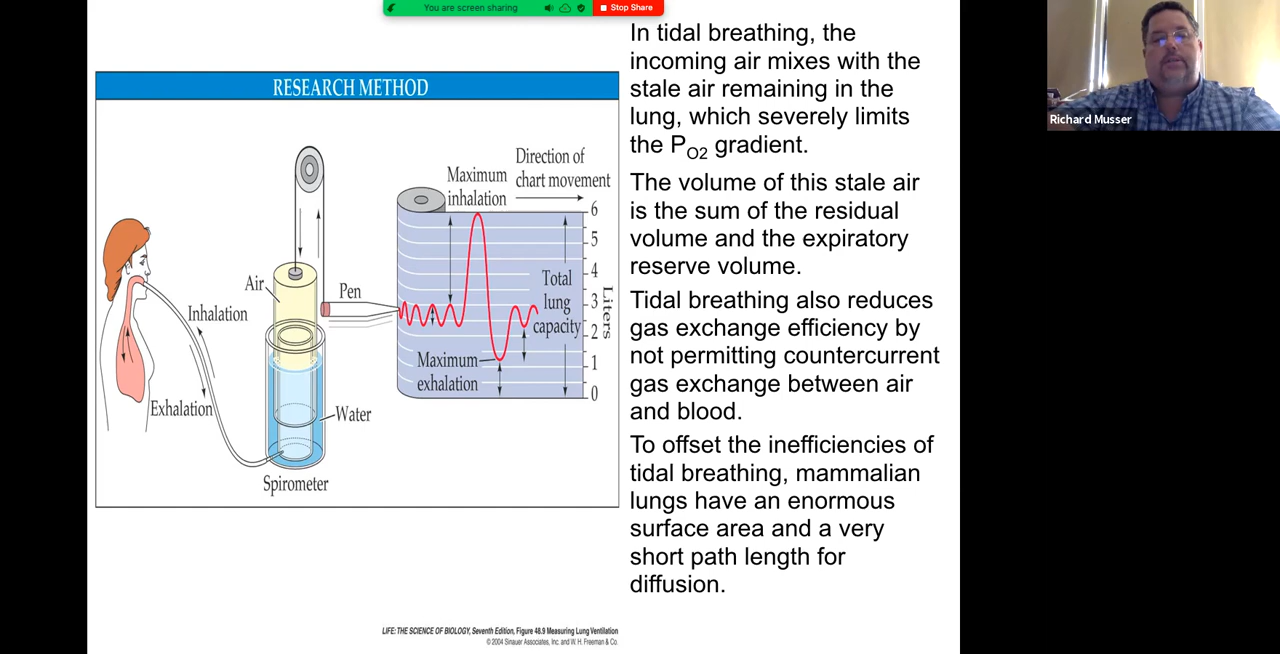 You are screen sharing
Stop Share
Richard Musser
RESEARCH METHOD
Direction of
chart movement
Maximum
inhalation
6
5
4
3
2
1
0
Liters
Total
lung
capacity
Air
Pen
Inhalation
Exhalation
Maximum
exhalation
Water
Spirometer
LIFE: THE SCIENCE OF BIOLOGY, Seventh Edition, Figure 48.9 Measuring Lung Ventilation
© 2004 Sinauer Associates, Inc. and W. H. Freeman & Co.
In tidal breathing, the
incoming air mixes with the
stale air remaining in the
lung, which severely limits
the PO2 gradient.
The volume of this stale air
is the sum of the residual
volume and the expiratory
reserve volume.
Tidal breathing also reduces
gas exchange efficiency by
not permitting countercurrent
gas exchange between air
and blood.
To offset the inefficiencies of
tidal breathing, mammalian
lungs have an enormous
surface area and a very
short path length for
diffusion.